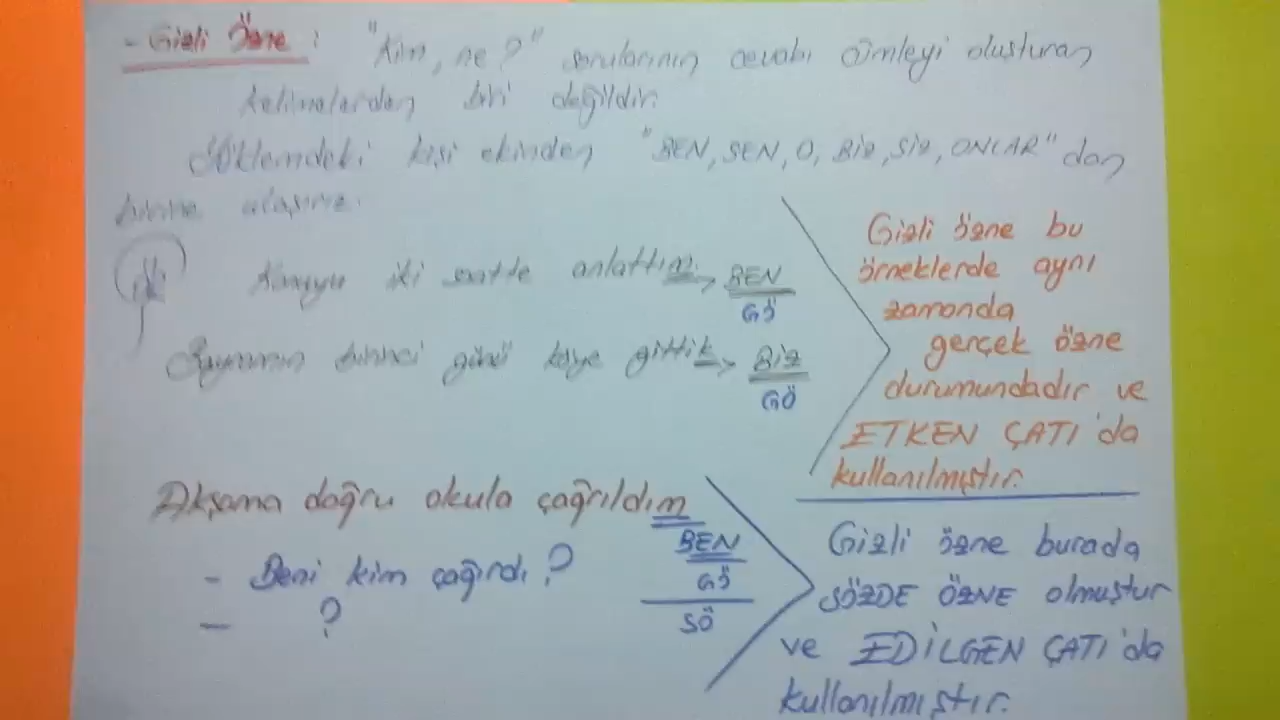 - Gizli Özne : "Kim, ne?" sorularının cevabı cümleyi oluşturan
kelimelerden biri değildir.
Yüklemdeki kişi ekinden "BEN, SEN, O, BİZ, SİZ, ONLAR" dan
birine ulaşırız.
Konuyu iki saatte anlattım → BEN
GÖ
Bayramın birinci günü köye gittik → BİZ
GÖ
Gizli özne bu
örneklerde aynı
zamanda
gerçek özne
durumundadır ve
ETKEN ÇATI'da
kullanılmıştır.
Akşama doğru okula çağrıldım
BEN
GÖ
SÖ
- Beni kim çağırdı?
- ?
Gizli özne burada
SÖZDE ÖZNE olmuştur
ve EDİLGEN ÇATI'da
kullanılmıştır.